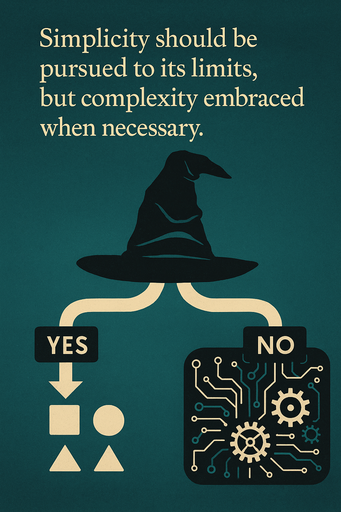 Simplicity should be
pursued to its limits,
but complexity embraced
when necessary.
YES
NO